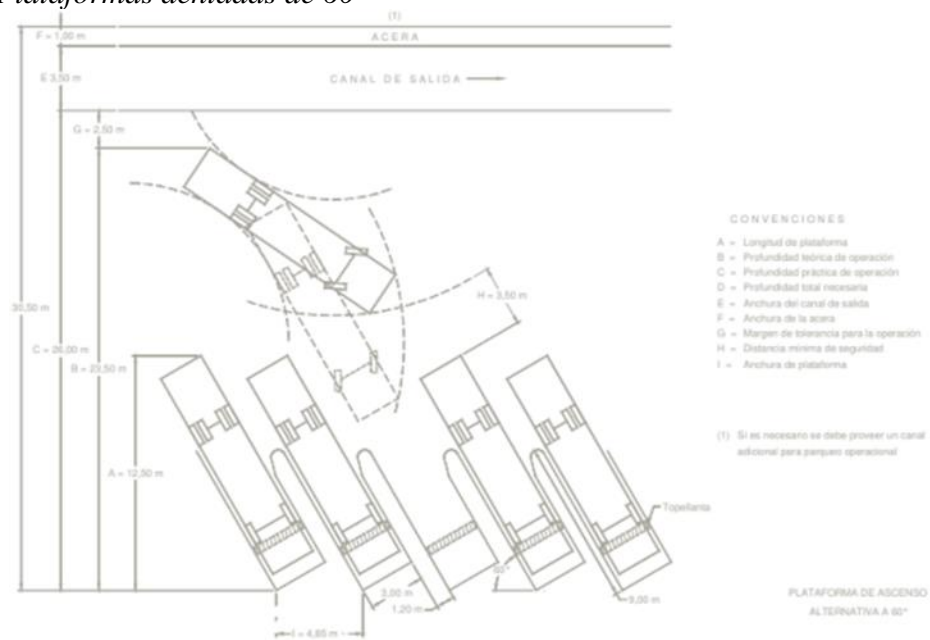 Plataformas dentadas de 60°
(1)
F = 1,00 m
ACERA
E 3,50 m
CANAL DE SALIDA
G = 2,50 m
CONVENCIONES
A = Longitud de plataforma
B = Profundidad teórica de operación
C = Profundidad práctica de operación
D = Profundidad total necesaria
E = Anchura del canal de salida
F = Anchura de la acera
G = Margen de tolerancia para la operación
H = Distancia mínima de seguridad
I = Anchura de plataforma
H = 3,50 m
30,50 m
C = 26,00 m
B = 23,50 m
(1) Si es necesario se debe proveer un canal
adicional para parqueo operacional
A = 12,50 m
Topellanta
60°
3,00 m
1,20 m
9,00 m
I = 4,85 m
PLATAFORMA DE ASCENSO
ALTERNATIVA A 60°